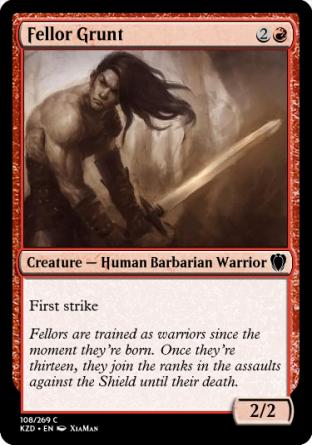 Fellor Grunt 2
Creature — Human Barbarian Warrior
First strike
Fellors are trained as warriors since the
moment they're born. Once they're
thirteen, they join the ranks in the assaults
against the Shield until their death.
2/2
108/269 C
KZD • EN XiaMan